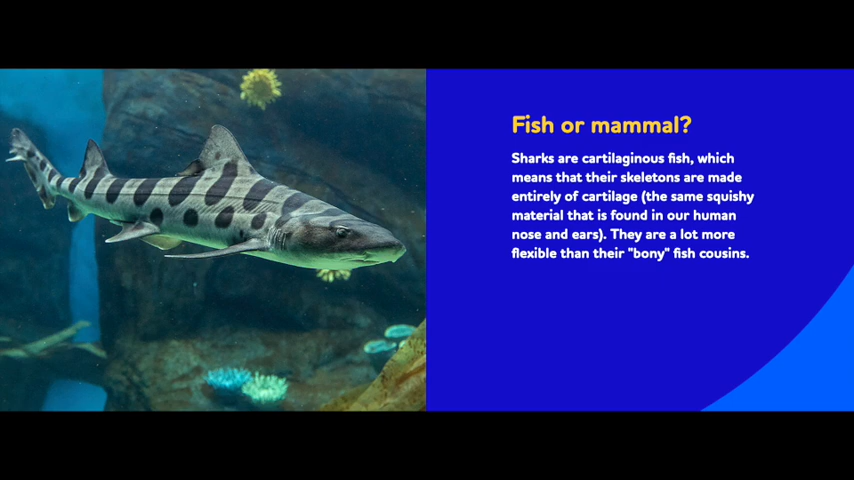 Fish or mammal?
Sharks are cartilaginous fish, which
means that their skeletons are made
entirely of cartilage (the same squishy
material that is found in our human
nose and ears). They are a lot more
flexible than their "bony" fish cousins.